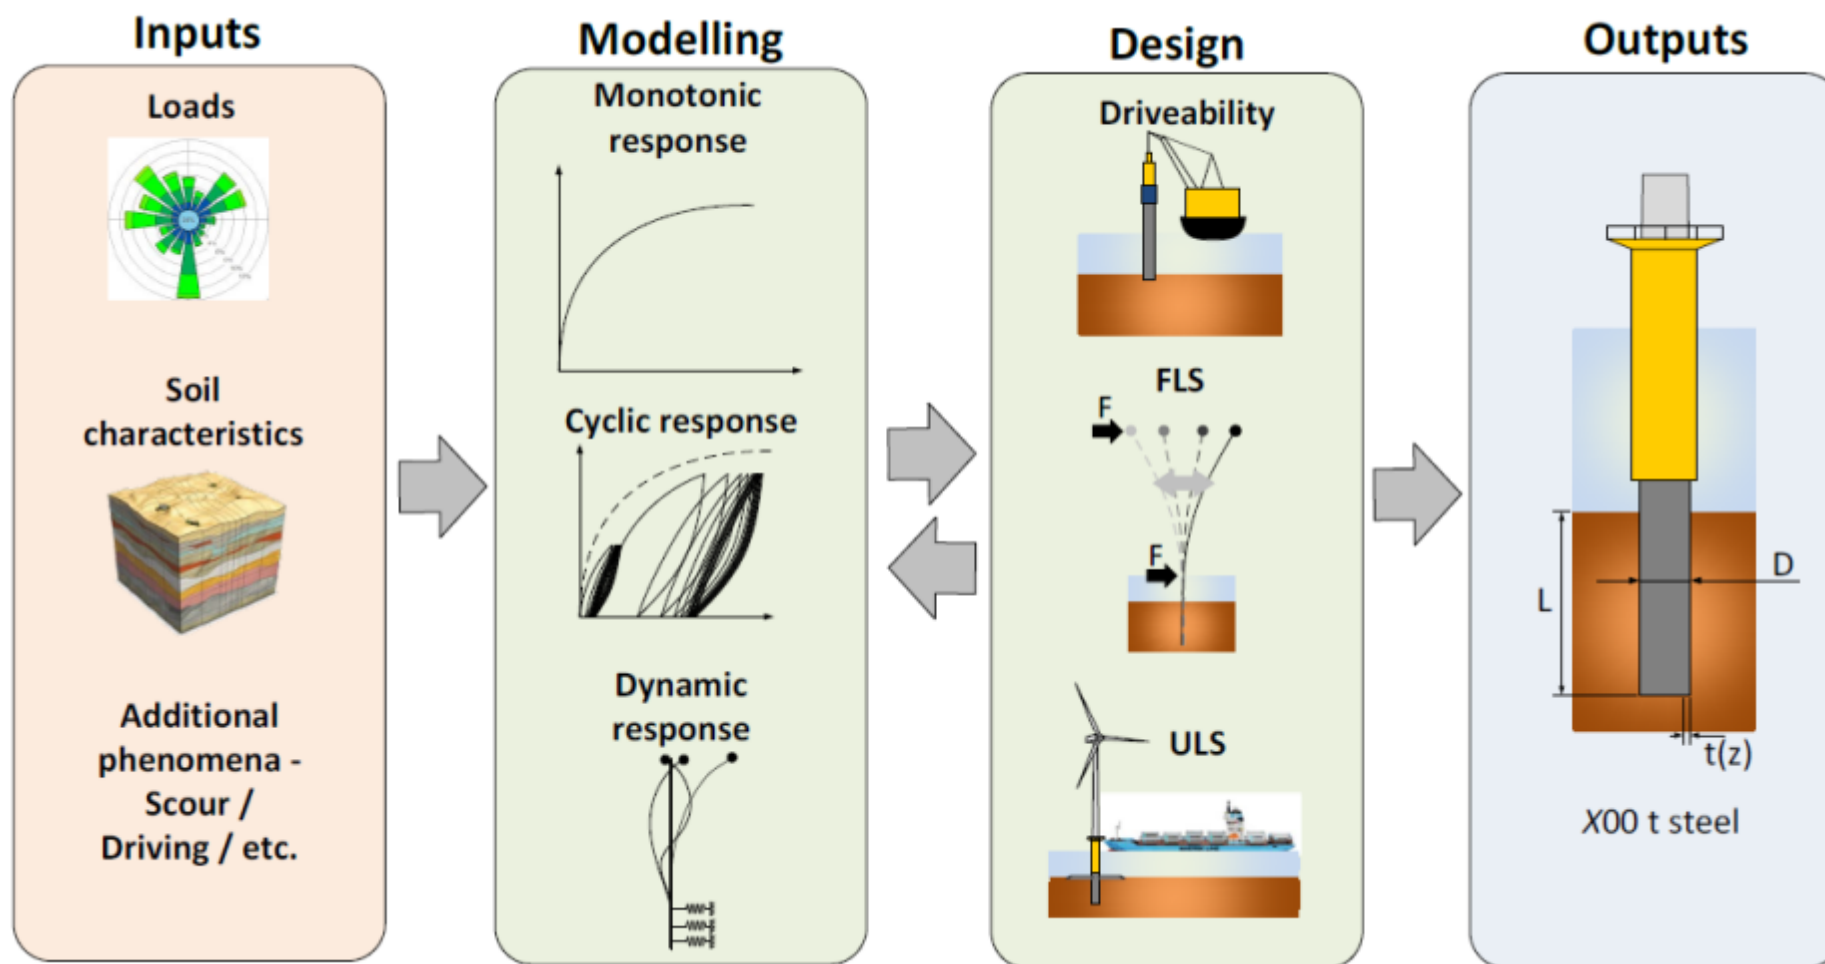 Inputs
Loads
Soil
characteristics
Additional
phenomena -
Scour /
Driving / etc.
Modelling
Monotonic
response
Cyclic response
Dynamic
response
Design
Driveability
FLS
F
F
ULS
Outputs
L
D
t(z)
X00 t steel